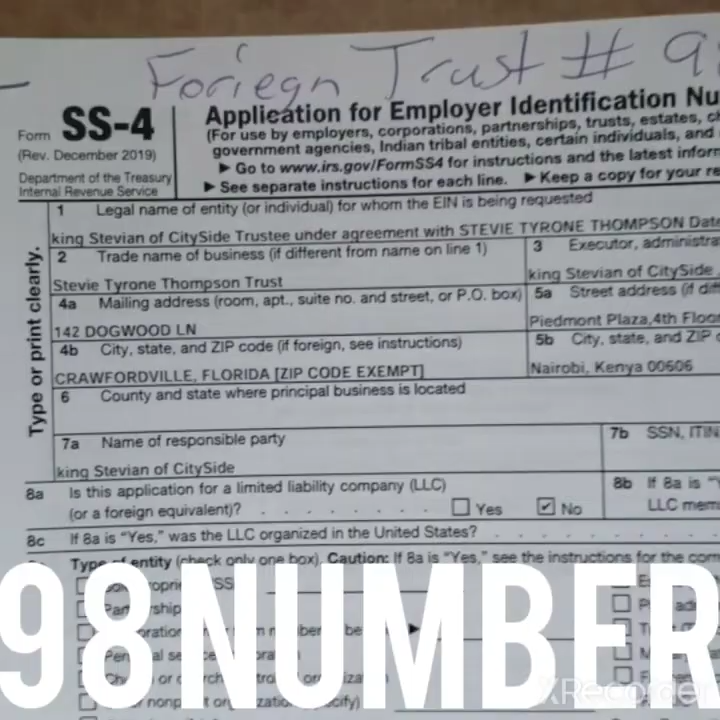 Foriegn Trust # 9
Form SS-4
(Rev. December 2019)
Department of the Treasury
Internal Revenue Service
Application for Employer Identification Nu
(For use by employers, corporations, partnerships, trusts, estates, ch
government agencies, Indian tribal entities, certain individuals, and
► Go to www.irs.gov/FormSS4 for instructions and the latest inform
► See separate instructions for each line. ► Keep a copy for your re
Type or print clearly.
1 Legal name of entity (or individual) for whom the EIN is being requested
king Stevian of CitySide Trustee under agreement with STEVIE TYRONE THOMPSON Date
2 Trade name of business (if different from name on line 1)
Stevie Tyrone Thompson Trust
3 Executor, administra
king Stevian of CitySide
4a Mailing address (room, apt., suite no. and street, or P.O. box)
142 DOGWOOD LN
5a Street address (if diff
Piedmont Plaza,4th Floo
4b City, state, and ZIP code (if foreign, see instructions)
CRAWFORDVILLE, FLORIDA [ZIP CODE EXEMPT]
5b City, state, and ZIP c
Nairobi, Kenya 00606
6 County and state where principal business is located
7a Name of responsible party
king Stevian of CitySide
7b SSN, ITIN
8a Is this application for a limited liability company (LLC)
(or a foreign equivalent)? . . . . . . . . Yes ✓ No
8b If 8a is "Y
LLC mem
8c If 8a is "Yes," was the LLC organized in the United States? . . . . . . . .
Type of entity (check only one box). Caution: If 8a is "Yes," see the instructions for the corr
98 NUMBER
XRecorder